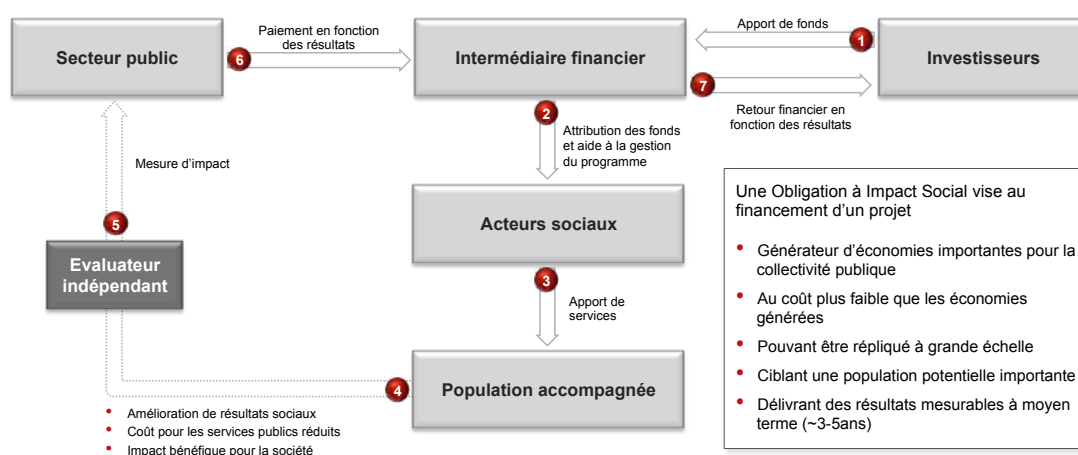 Secteur public
6
Paiement en fonction
des résultats
Intermédiaire financier
Apport de fonds
1
7
Retour financier en
fonction des résultats
Investisseurs
2
Attribution des fonds
et aide à la gestion
du programme
Acteurs sociaux
3
Apport de
services
Population accompagnée
4
Amélioration de résultats sociaux
Coût pour les services publics réduits
Impact bénéfique pour la société
Evaluateur
indépendant
5
Mesure d'impact
Une Obligation à Impact Social vise au
financement d'un projet
• Générateur d'économies importantes pour la
collectivité publique
• Au coût plus faible que les économies
générées
• Pouvant être répliqué à grande échelle
• Ciblant une population potentielle importante
• Délivrant des résultats mesurables à moyen
terme (~3-5ans)